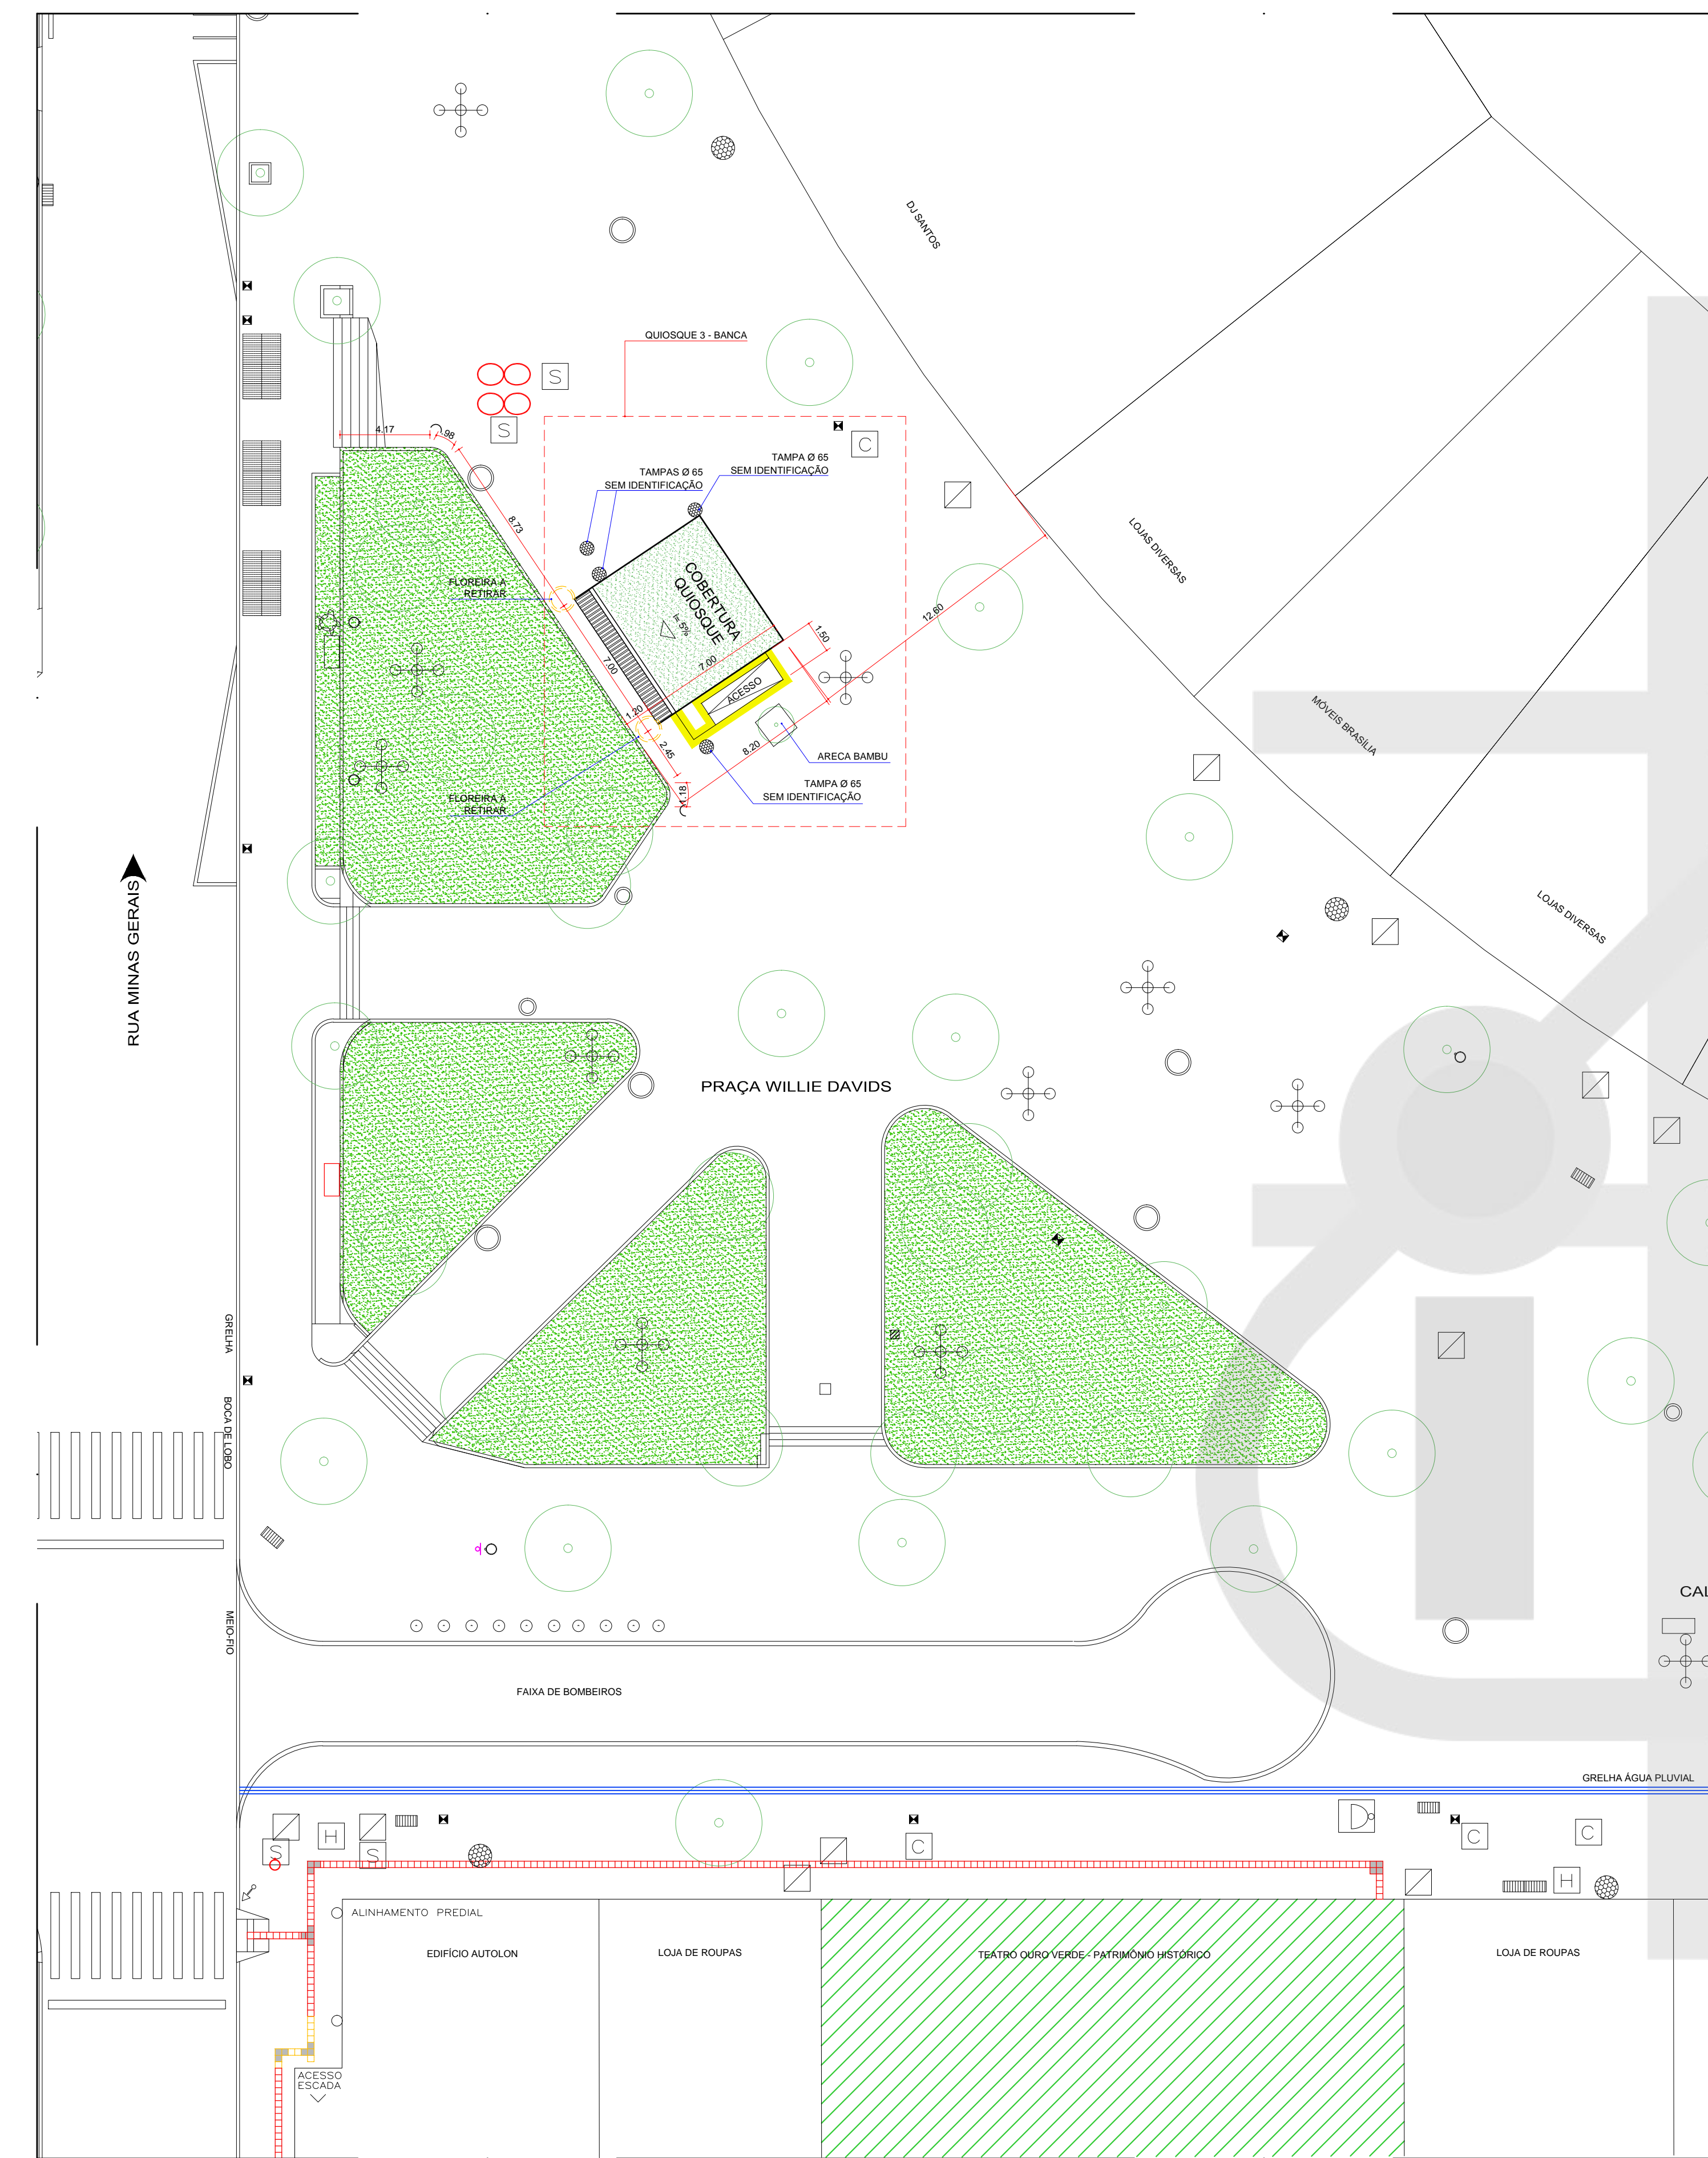 DJ SANTOS
QUIOSQUE 3 - BANCA
S
S
C
4.17
.98
TAMPAS Ø 65
SEM IDENTIFICAÇÃO
TAMPA Ø 65
SEM IDENTIFICAÇÃO
8.73
LOJAS DIVERSAS
FLOREIRA A
RETIRAR
COBERTURA
QUIOSQUE
i= 5%
12.60
1.50
7.00
7.00
ACESSO
1.20
2.45
8.20
MÓVEIS BRASÍLIA
ARECA BAMBU
TAMPA Ø 65
SEM IDENTIFICAÇÃO
1.18
FLOREIRA A
RETIRAR
RUA MINAS GERAIS
LOJAS DIVERSAS
PRAÇA WILLIE DAVIDS
GRELHA
BOCA DE LOBO
MEIO-FIO
CAL
FAIXA DE BOMBEIROS
GRELHA ÁGUA PLUVIAL
S
H
S
C
D
C
C
H
ALINHAMENTO PREDIAL
EDIFÍCIO AUTOLON
LOJA DE ROUPAS
TEATRO OURO VERDE - PATRIMÔNIO HISTÓRICO
LOJA DE ROUPAS
ACESSO
ESCADA